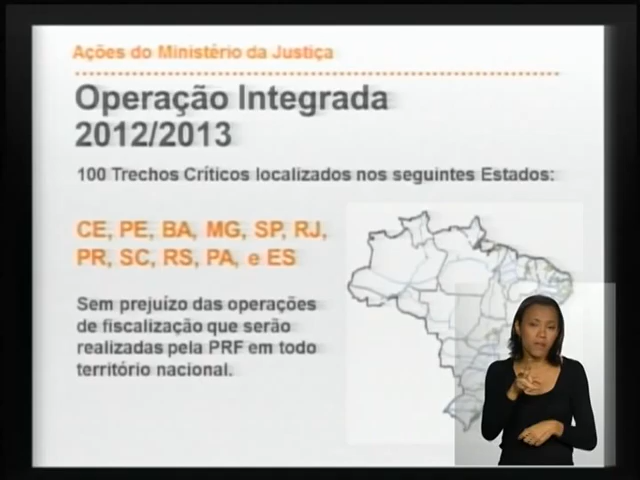 Ações do Ministério da Justiça
Operação Integrada
2012/2013
100 Trechos Críticos localizados nos seguintes Estados:
CE, PE, BA, MG, SP, RJ,
PR, SC, RS, PA, e ES
Sem prejuízo das operações
de fiscalização que serão
realizadas pela PRF em todo
território nacional.